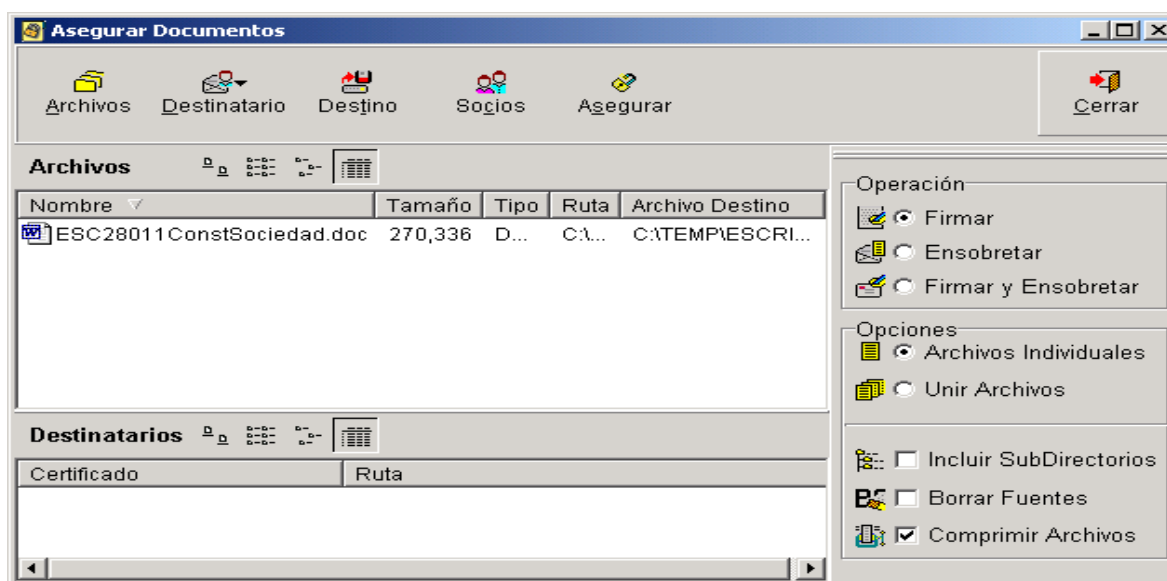 Asegurar Documentos
Archivos Destinatario Destino Socios Asegurar Cerrar
Archivos
Nombre Tamaño Tipo Ruta Archivo Destino
ESC28011ConstSociedad.doc 270,336 D... C:\... C:\TEMP\ESCRI...
Destinatarios
Certificado Ruta
Operación
Firmar
Ensobretar
Firmar y Ensobretar
Opciones
Archivos Individuales
Unir Archivos
Incluir SubDirectorios
Borrar Fuentes
Comprimir Archivos